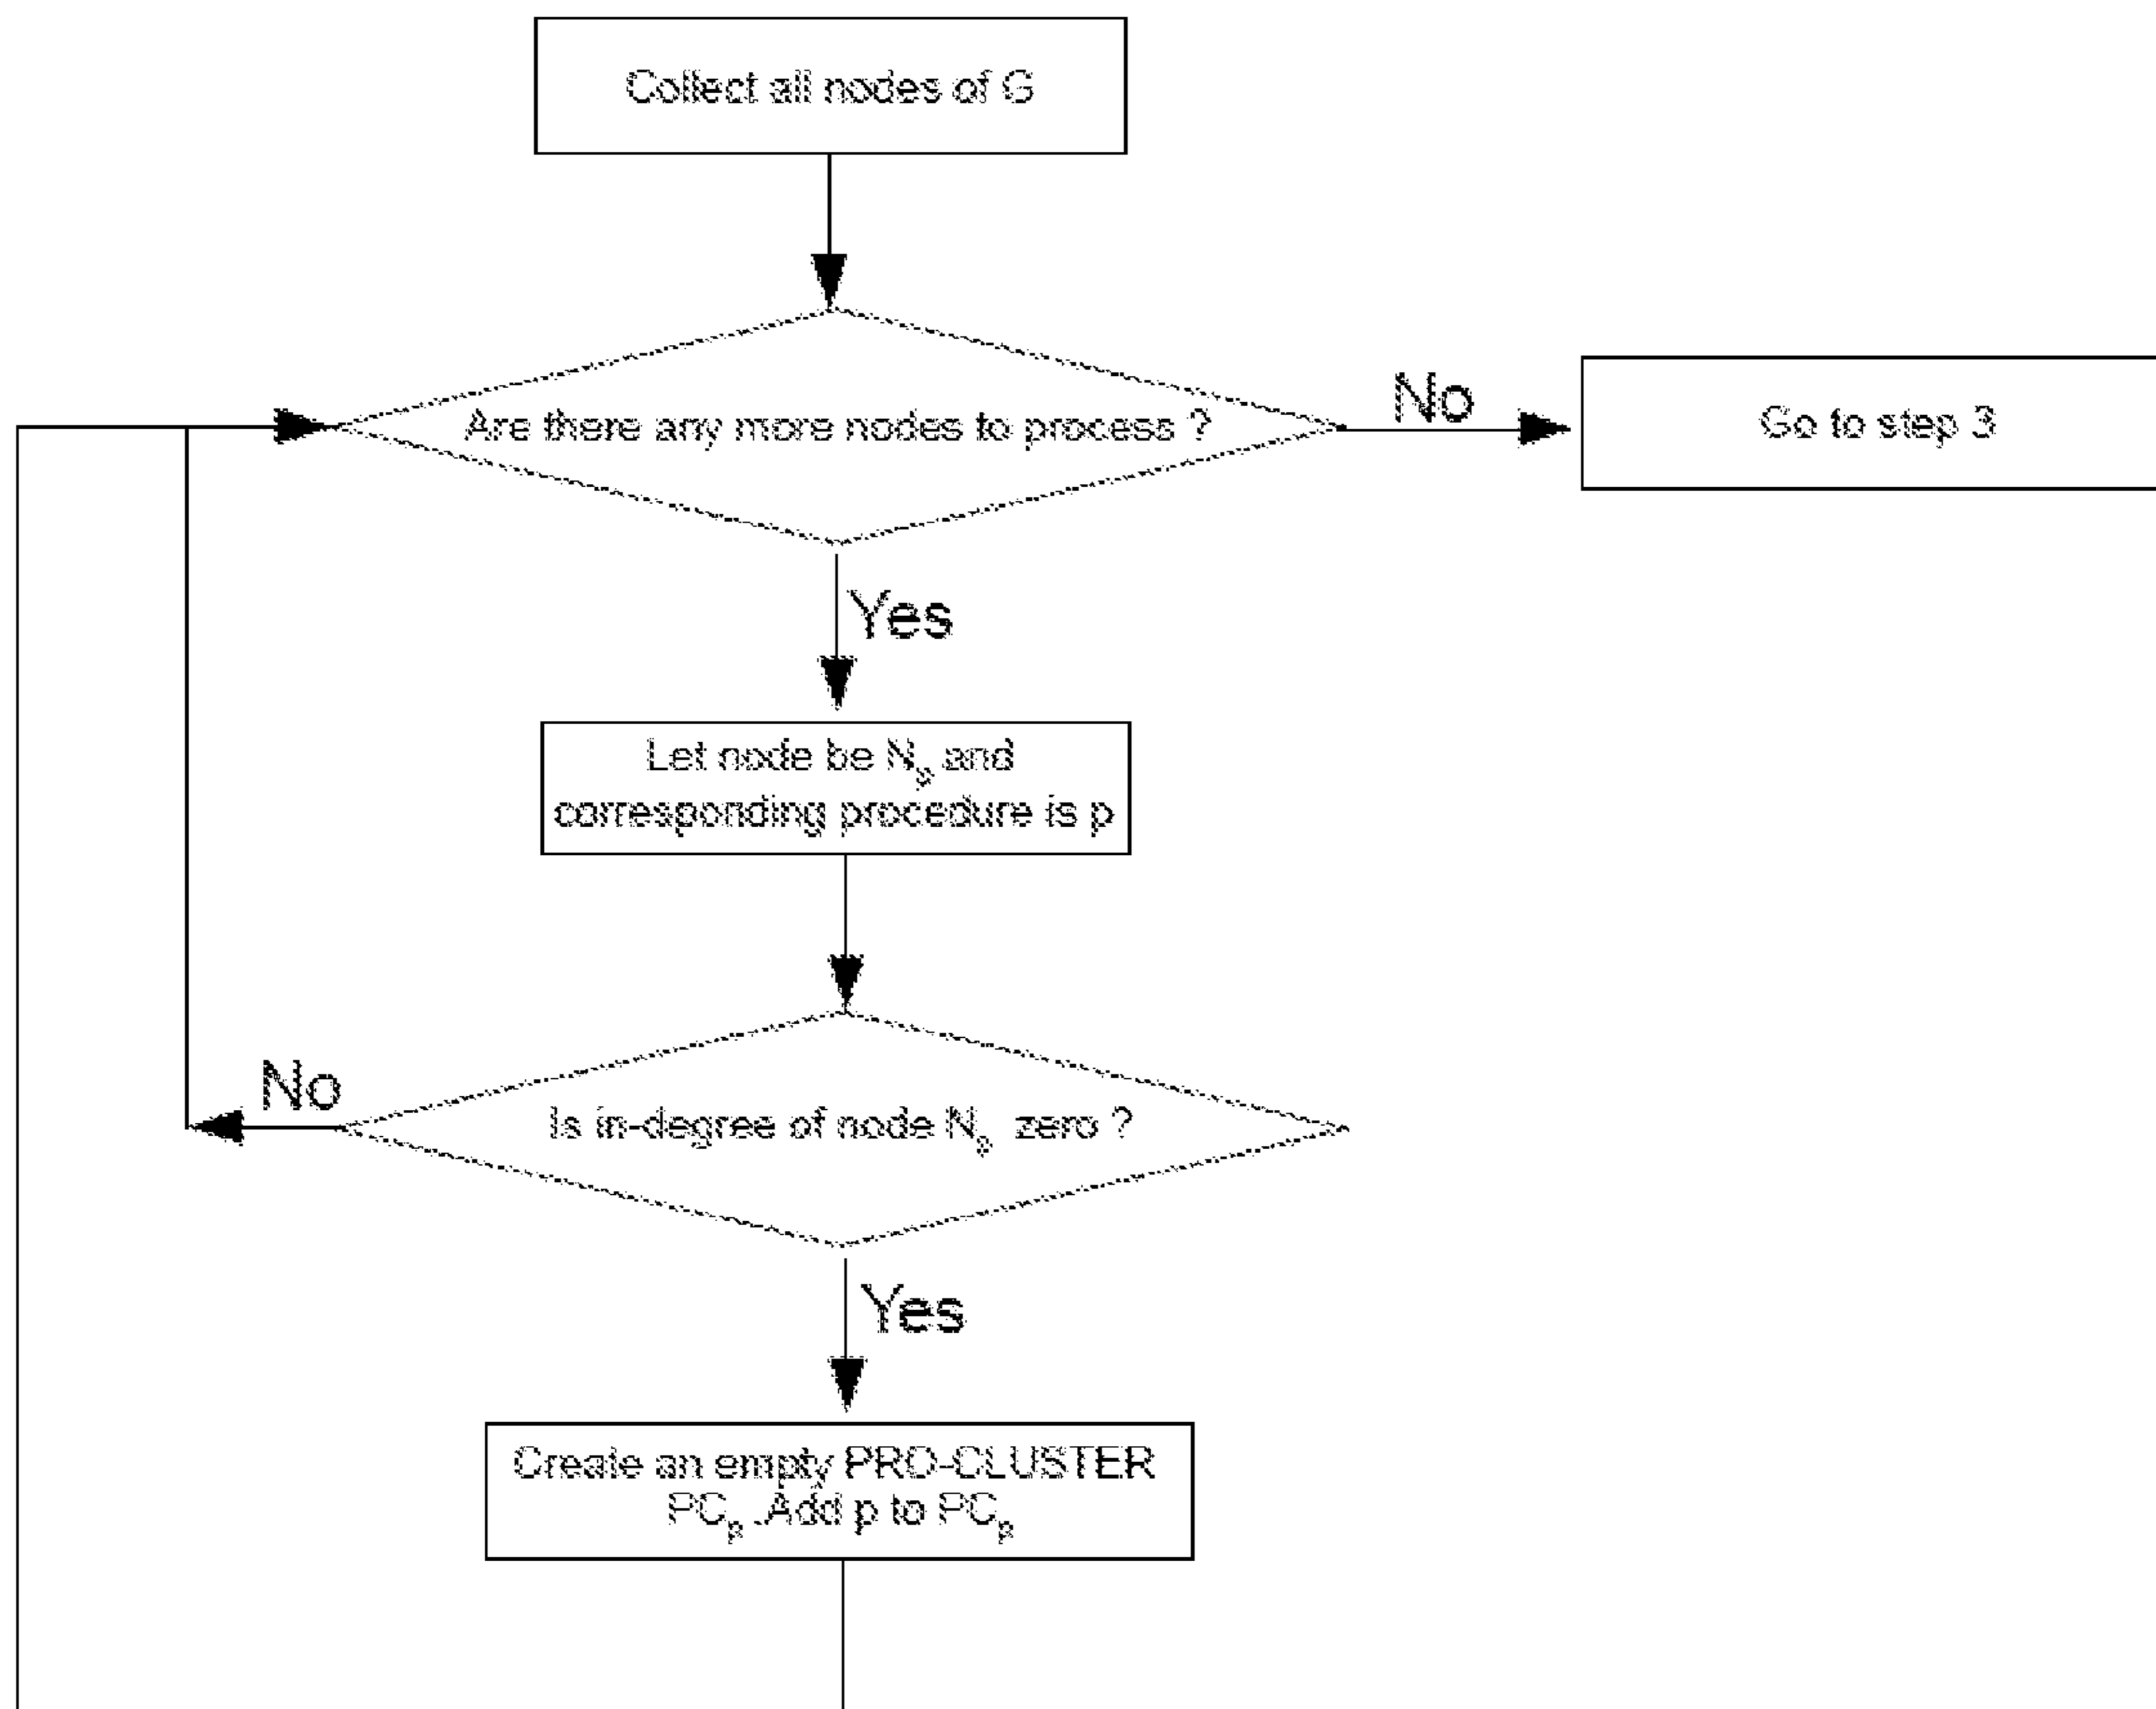 Collect all nodes of G
Are there any more nodes to process ?
No
Go to step 3
Yes
Let node be Np and
corresponding procedure is p
No
Is in-degree of node Np zero ?
Yes
Create an empty PRO-CLUSTER
PCp .Add p to PCp